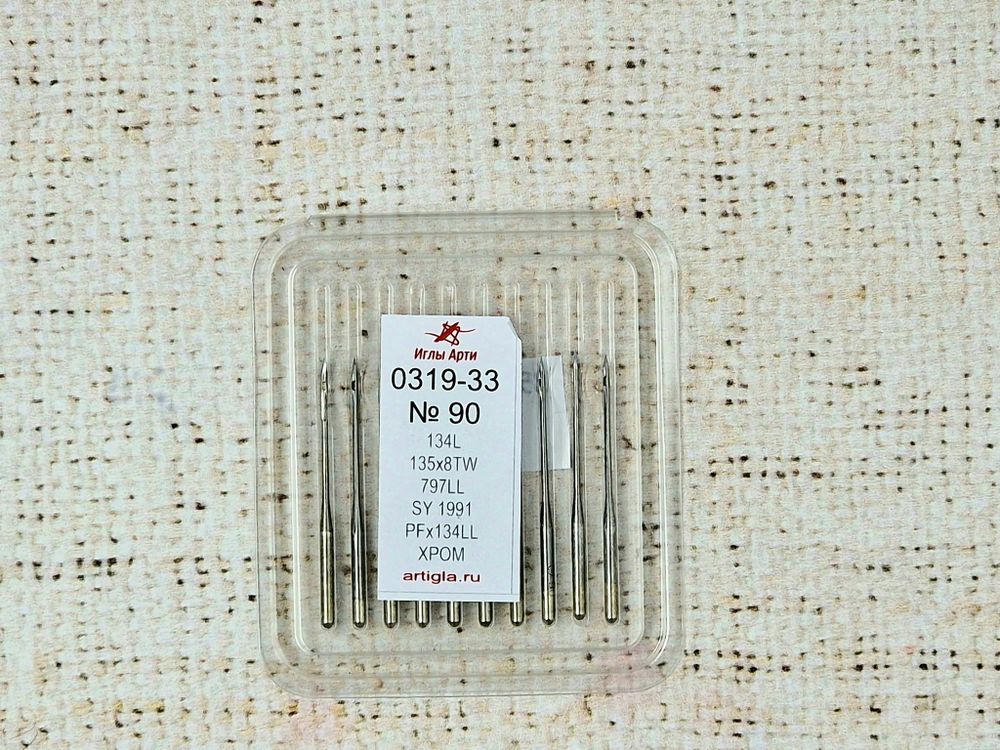 Иглы Арти
0319-33
№ 90
134L
135x8TW
797LL
SY 1991
PFx134LL
ХРОМ
artigla.ru